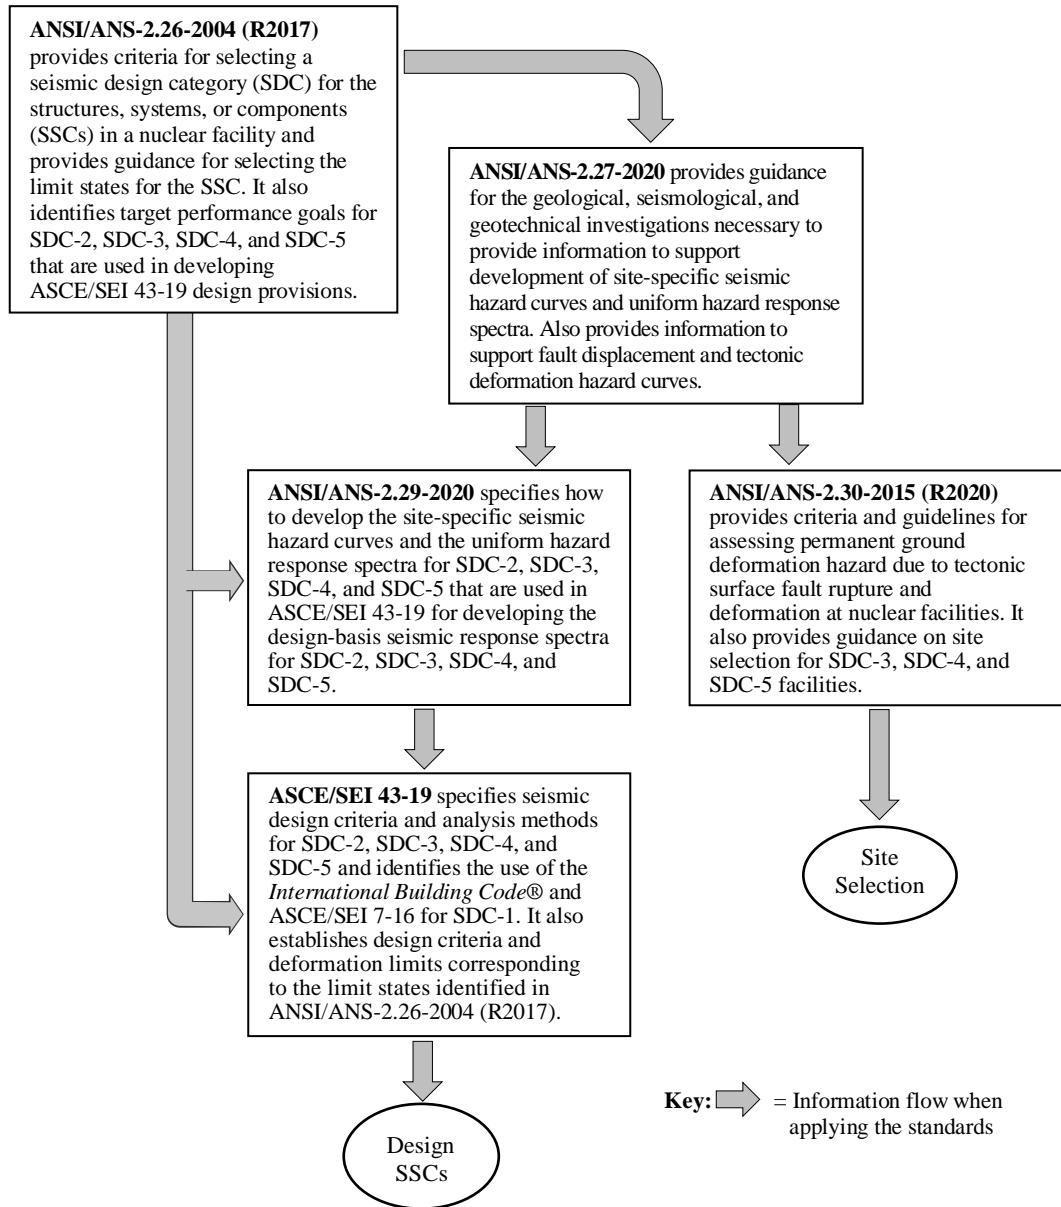 ANSI/ANS-2.26-2004 (R2017)
provides criteria for selecting a
seismic design category (SDC) for the
structures, systems, or components
(SSCs) in a nuclear facility and
provides guidance for selecting the
limit states for the SSC. It also
identifies target performance goals for
SDC-2, SDC-3, SDC-4, and SDC-5
that are used in developing
ASCE/SEI 43-19 design provisions.
ANSI/ANS-2.27-2020 provides guidance
for the geological, seismological, and
geotechnical investigations necessary to
provide information to support
development of site-specific seismic
hazard curves and uniform hazard response
spectra. Also provides information to
support fault displacement and tectonic
deformation hazard curves.
ANSI/ANS-2.29-2020 specifies how
to develop the site-specific seismic
hazard curves and the uniform hazard
response spectra for SDC-2, SDC-3,
SDC-4, and SDC-5 that are used in
ASCE/SEI 43-19 for developing the
design-basis seismic response spectra
for SDC-2, SDC-3, SDC-4, and
SDC-5.
ANSI/ANS-2.30-2015 (R2020)
provides criteria and guidelines for
assessing permanent ground
deformation hazard due to tectonic
surface fault rupture and
deformation at nuclear facilities. It
also provides guidance on site
selection for SDC-3, SDC-4, and
SDC-5 facilities.
ASCE/SEI 43-19 specifies seismic
design criteria and analysis methods
for SDC-2, SDC-3, SDC-4, and
SDC-5 and identifies the use of the
International Building Code® and
ASCE/SEI 7-16 for SDC-1. It also
establishes design criteria and
deformation limits corresponding
to the limit states identified in
ANSI/ANS-2.26-2004 (R2017).
Site
Selection
Design
SSCs
Key: = Information flow when
applying the standards